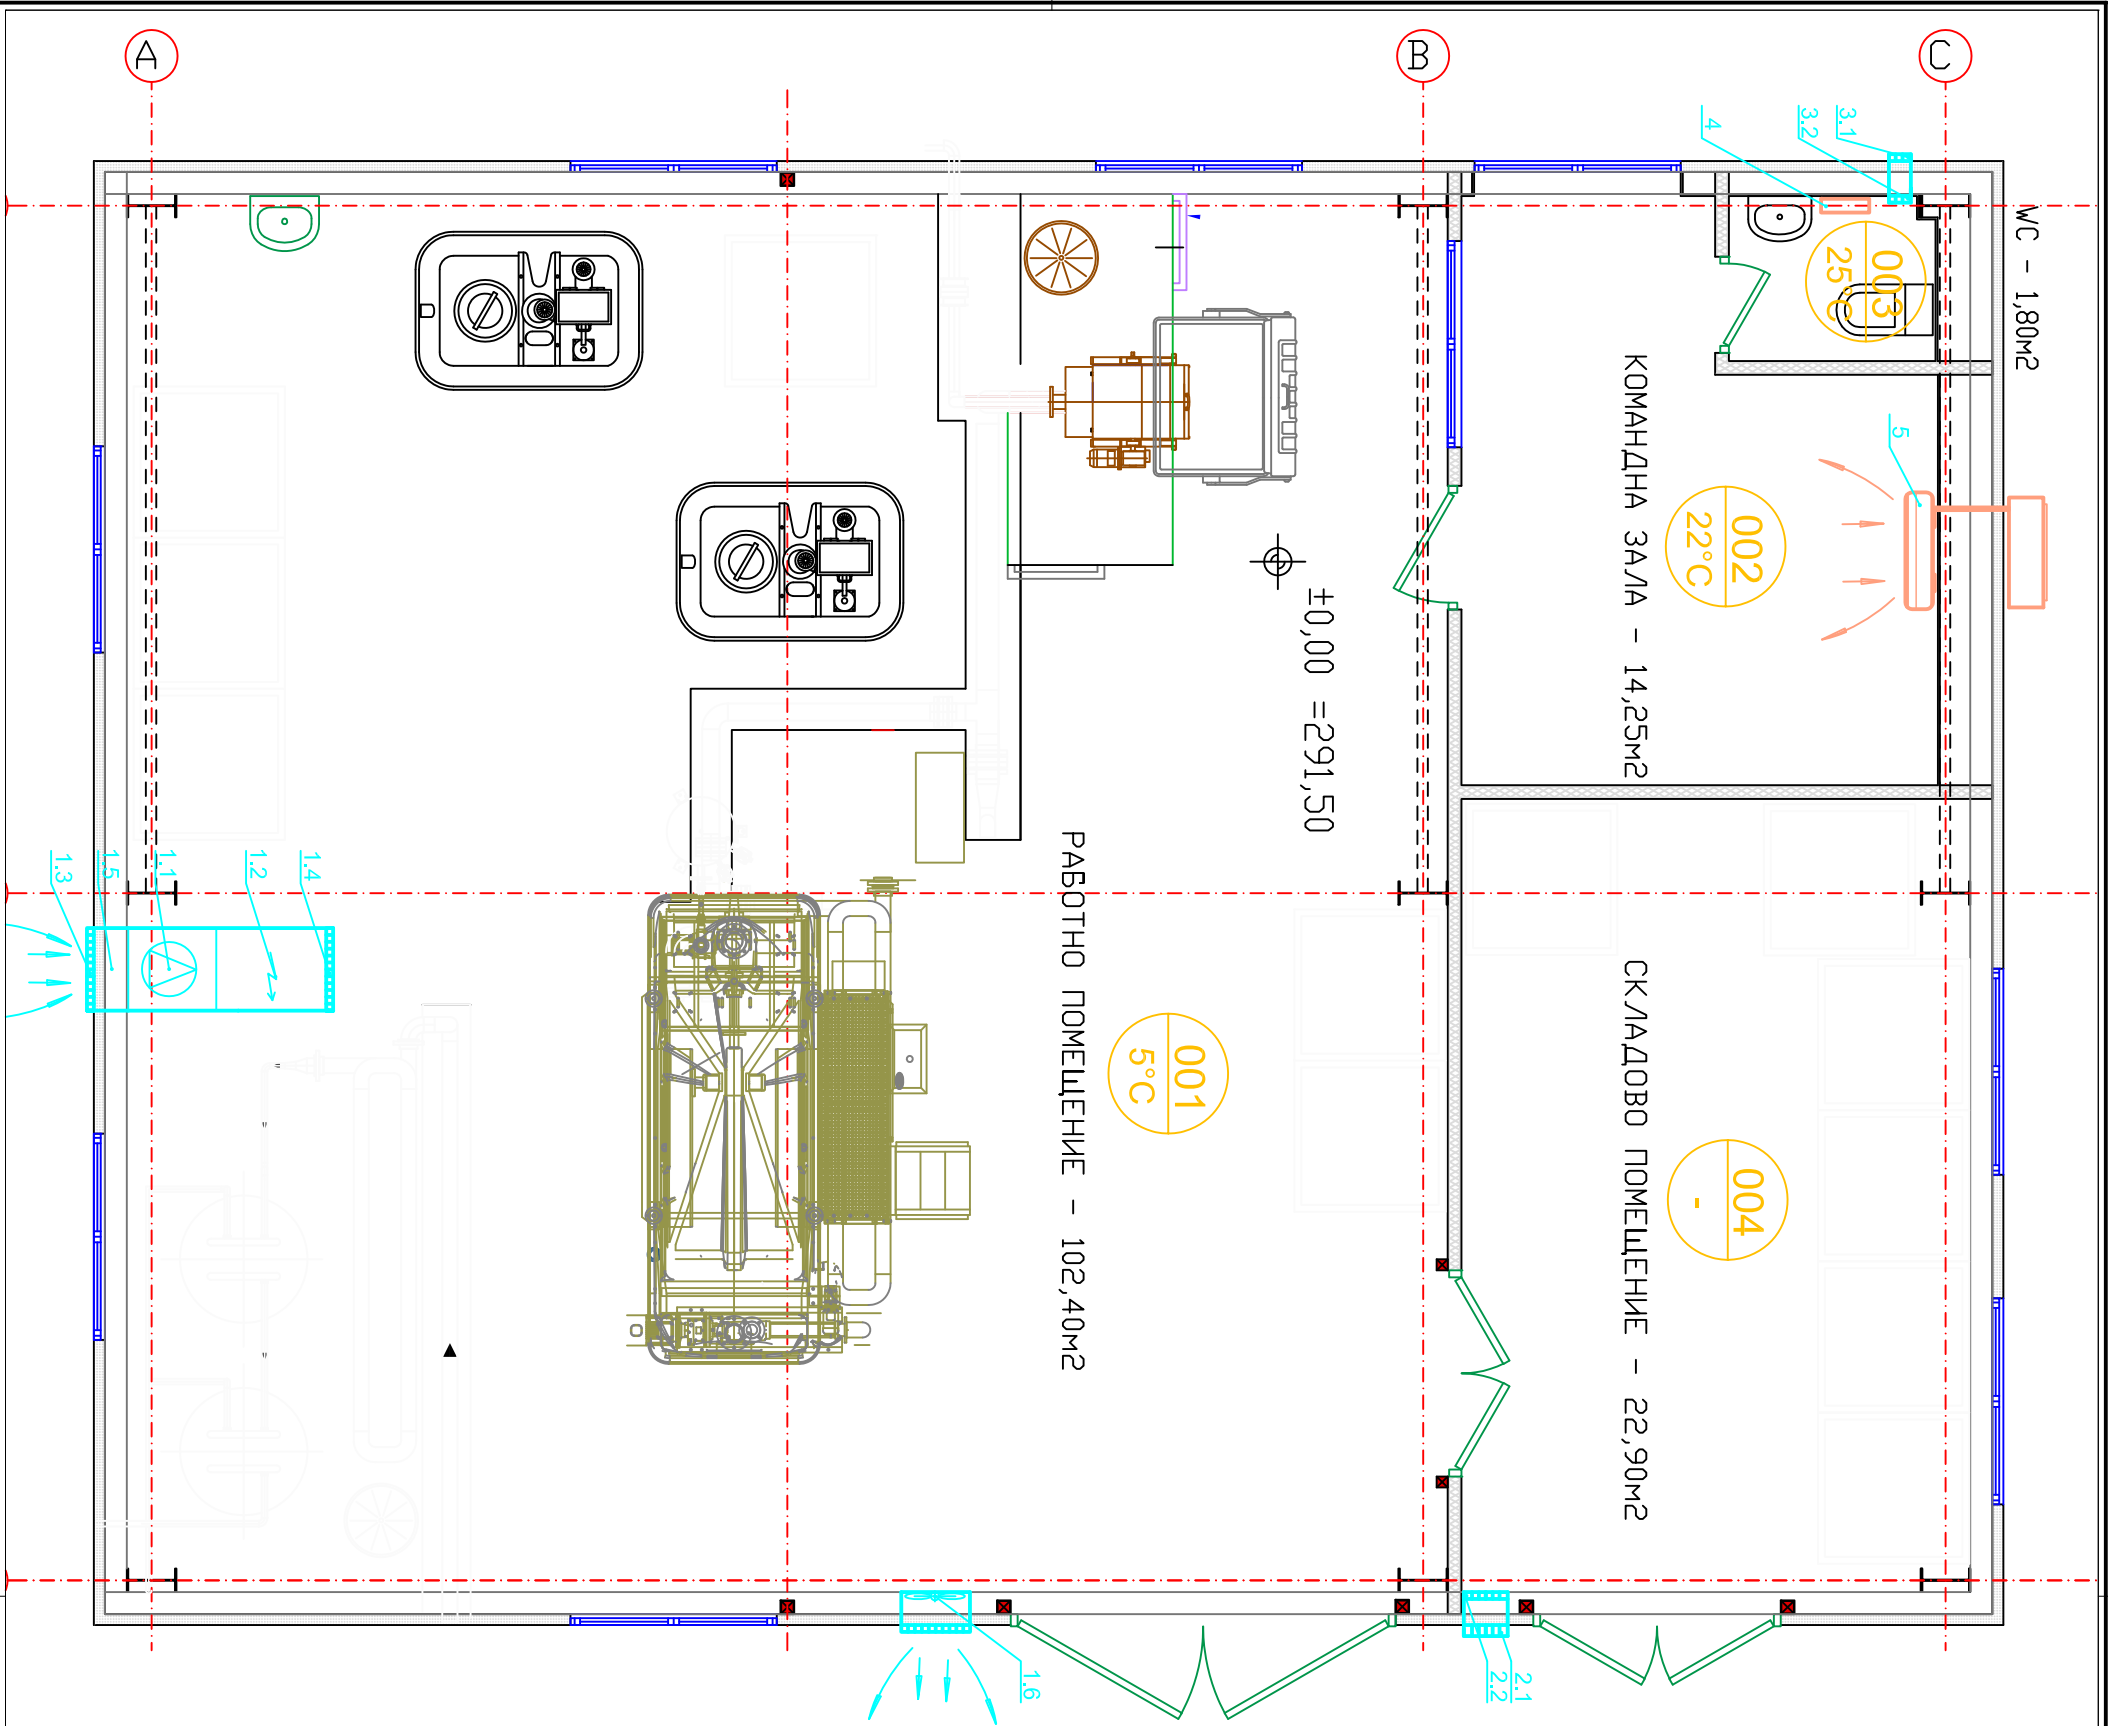 A
B
C
3.1
3.2
4
WC - 1,80м2
003
25°C
КОМАНДНА ЗАЛА - 14,25м2
5
002
22°C
±0,00 =291,50
РАБОТНО ПОМЕЩЕНИЕ - 102,40м2
001
5°C
СКЛАДОВО ПОМЕЩЕНИЕ - 22,90м2
004
-
1.4
1.2
1.1
1.5
1.3
1.6
2.1
2.2